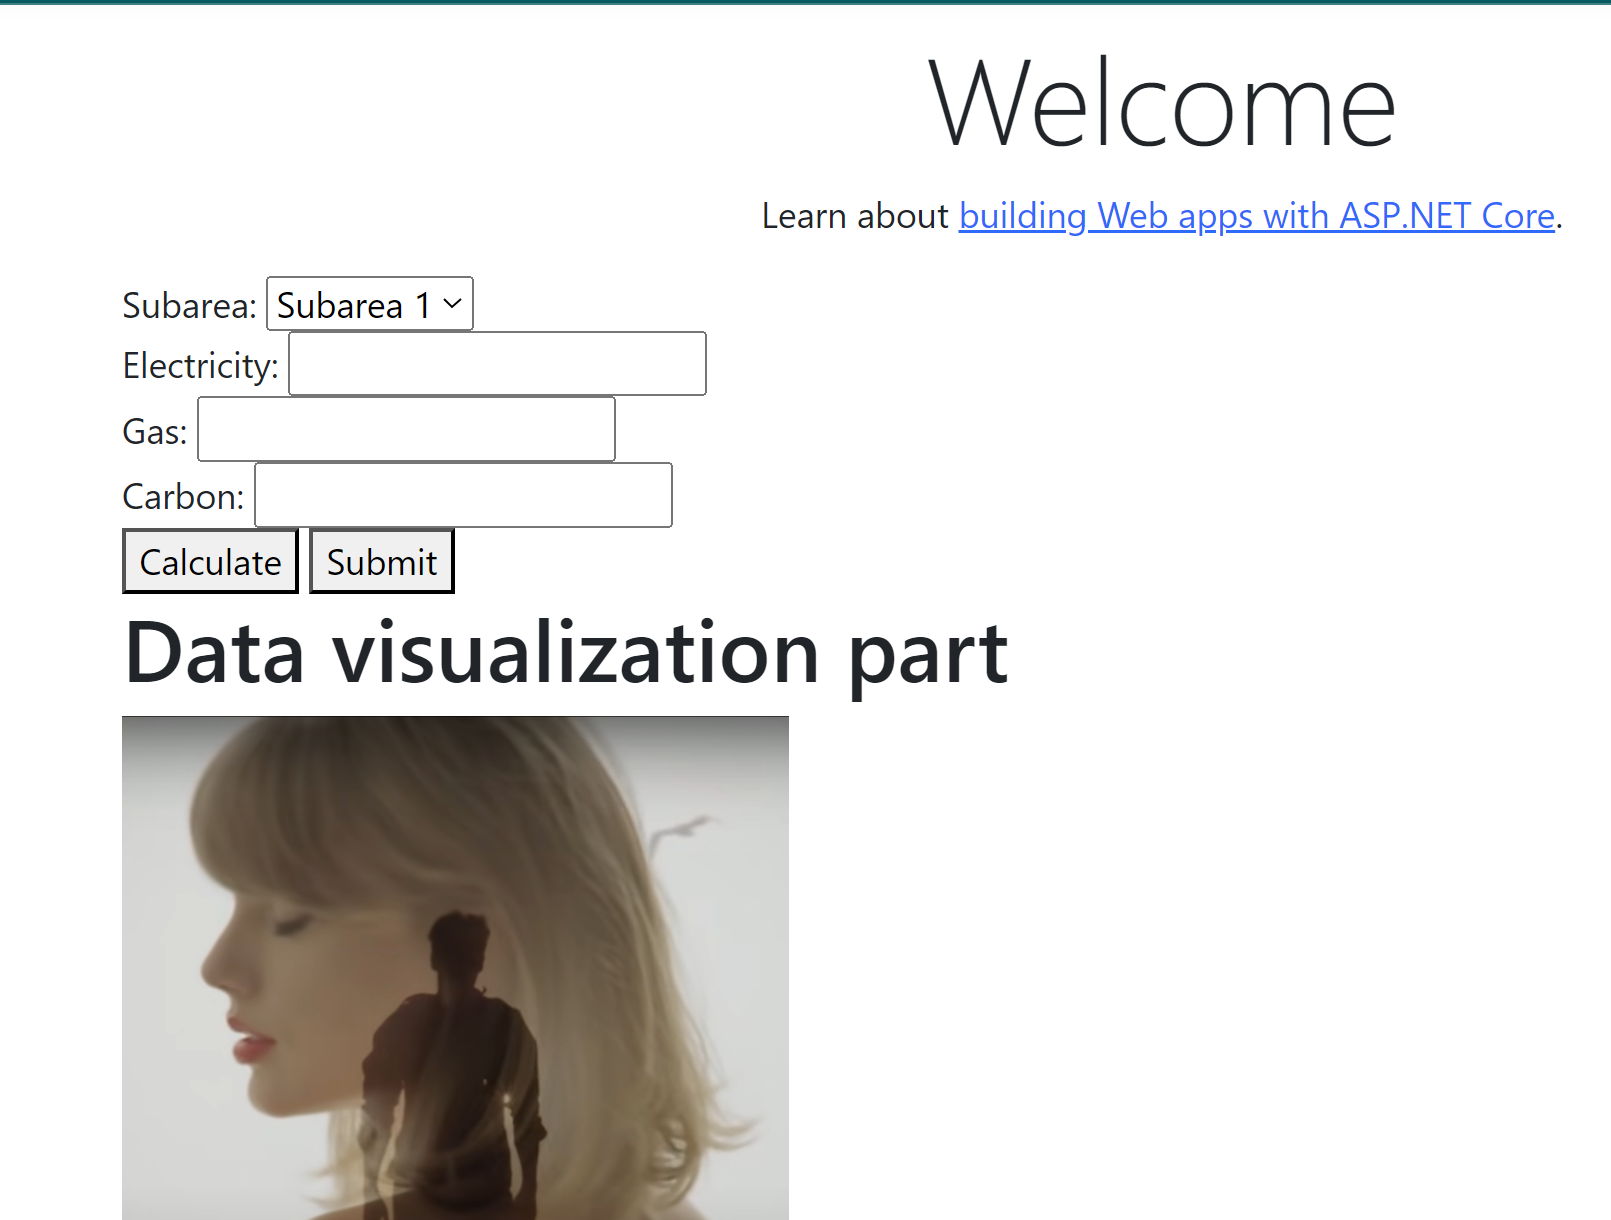 Welcome
Learn about building Web apps with ASP.NET Core.
Subarea: Subarea 1
Electricity:
Gas:
Carbon:
Calculate Submit
Data visualization part